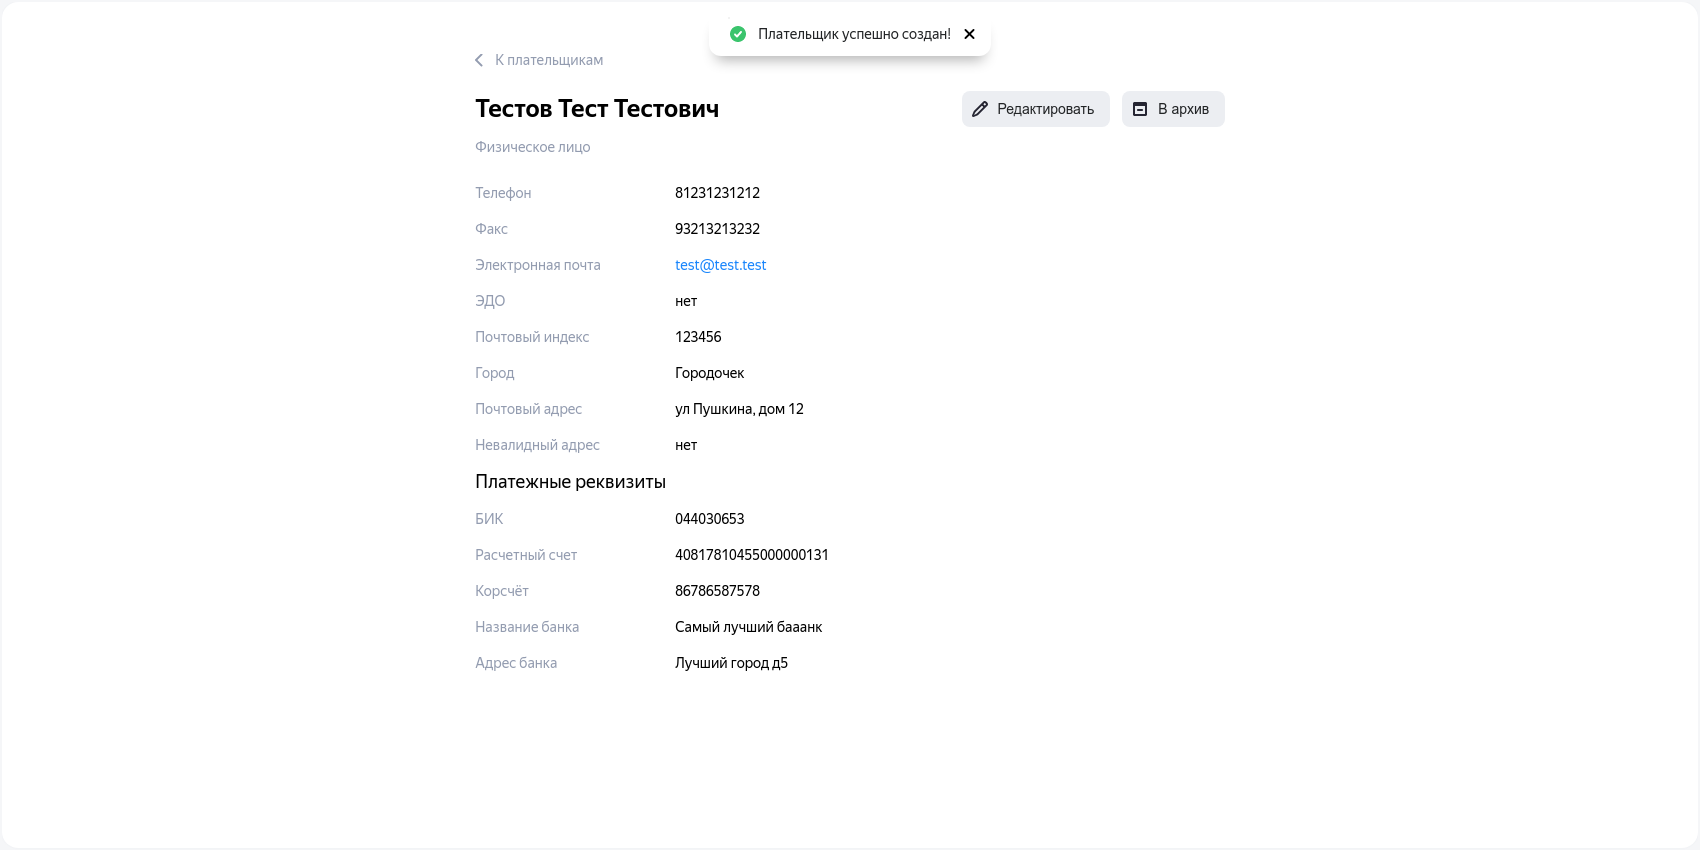 Плательщик успешно создан!
К плательщикам
Тестов Тест Тестович
Редактировать
В архив
Физическое лицо
Телефон 81231231212
Факс 93213213232
Электронная почта test@test.test
ЭДО нет
Почтовый индекс 123456
Город Городочек
Почтовый адрес ул Пушкина, дом 12
Невалидный адрес нет
Платежные реквизиты
БИК 044030653
Расчетный счет 40817810455000000131
Корсчёт 86786587578
Название банка Самый лучший бааанк
Адрес банка Лучший город д5